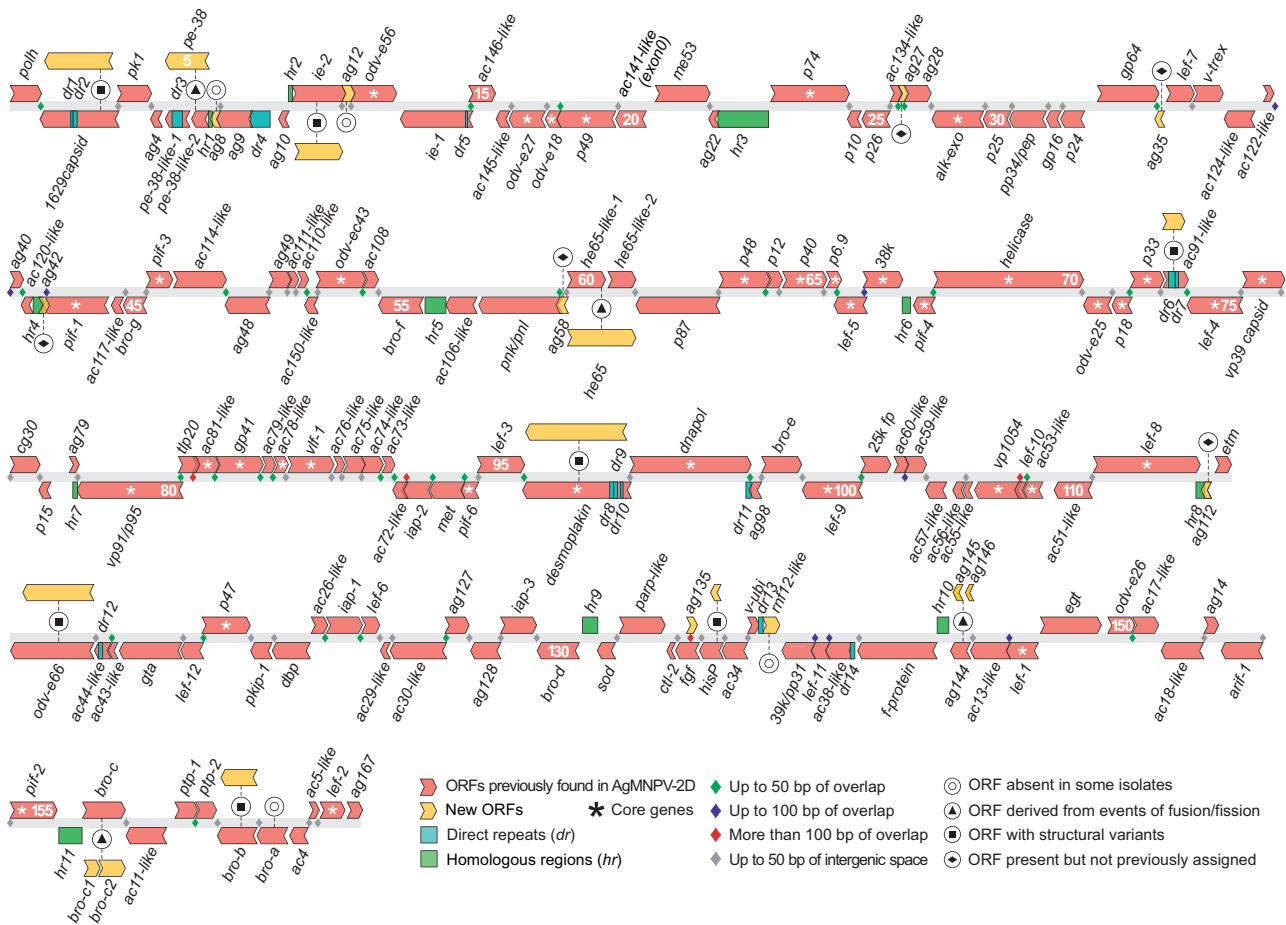 polh
dr1
dr2
pk1
dr3
pe-38
5
hr2
ie-2
ag12
odv-e56
ac146-like
15
ac141-like
(exon0)
me53
p74
ac134-like
ag27
ag28
gp64
lef-7
v-trex
1629capsid
ag4
pe-38-like-1
pe-38-like-2
hr1
ag8
ag9
dr4
ag10
ie-1
dr5
ac145-like
odv-e27
odv-e18
p49
20
ag22
hr3
p10
p26
25
alk-exo
p25
30
pp34/pep
gp16
p24
ag35
ac124-like
ac122-like
ag40
ac120-like
ag42
pif-3
ac114-like
ag49
ac111-like
ac110-like
odv-ec43
ac108
he65-like-1
60
he65-like-2
p48
p12
p40
65
p6.9
38k
helicase
70
p33
ac91-like
hr4
pif-1
ac117-like
bro-g
45
ag48
ac150-like
bro-f
55
hr5
ac106-like
pnk/pnl
ag58
he65
p87
lef-5
hr6
pif-4
odv-e25
p18
dr6
dr7
lef-4
75
vp39 capsid
cg30
ag79
tlp20
ac81-like
gp41
ac79-like
ac78-like
vlf-1
ac76-like
ac75-like
ac74-like
ac73-like
lef-3
95
dr9
dnapol
bro-e
25k fp
ac60-like
ac59-like
vp1054
lef-10
ac53-like
lef-8
etm
p15
hr7
vp91/p95
80
ac72-like
iap-2
met
pif-6
desmoplakin
dr8
dr10
dr11
ag98
lef-9
100
ac57-like
ac56-like
ac55-like
ac51-like
110
hr8
ag112
dr12
p47
ac26-like
iap-1
lef-6
ag127
iap-3
hr9
parp-like
ag135
v-ubi
dr13
rnf12-like
hr10
ag145
ag146
egt
odv-e26
150
ac17-like
ag14
odv-e66
ac44-like
ac43-like
gta
lef-12
pkip-1
dbp
ac29-like
ac30-like
ag128
bro-d
130
sod
ctl-2
fgf
hisP
ac34
39k/pp31
lef-11
ac38-like
dr14
f-protein
ag144
ac13-like
lef-1
ac18-like
arif-1
pif-2
155
bro-c
ptp-1
ptp-2
ac5-like
lef-2
ag167
hr11
bro-c1
bro-c2
ac11-like
bro-b
bro-a
ac4
ORFs previously found in AgMNPV-2D
New ORFs
* Core genes
Direct repeats (dr)
Homologous regions (hr)
Up to 50 bp of overlap
Up to 100 bp of overlap
More than 100 bp of overlap
Up to 50 bp of intergenic space
ORF absent in some isolates
ORF derived from events of fusion/fission
ORF with structural variants
ORF present but not previously assigned